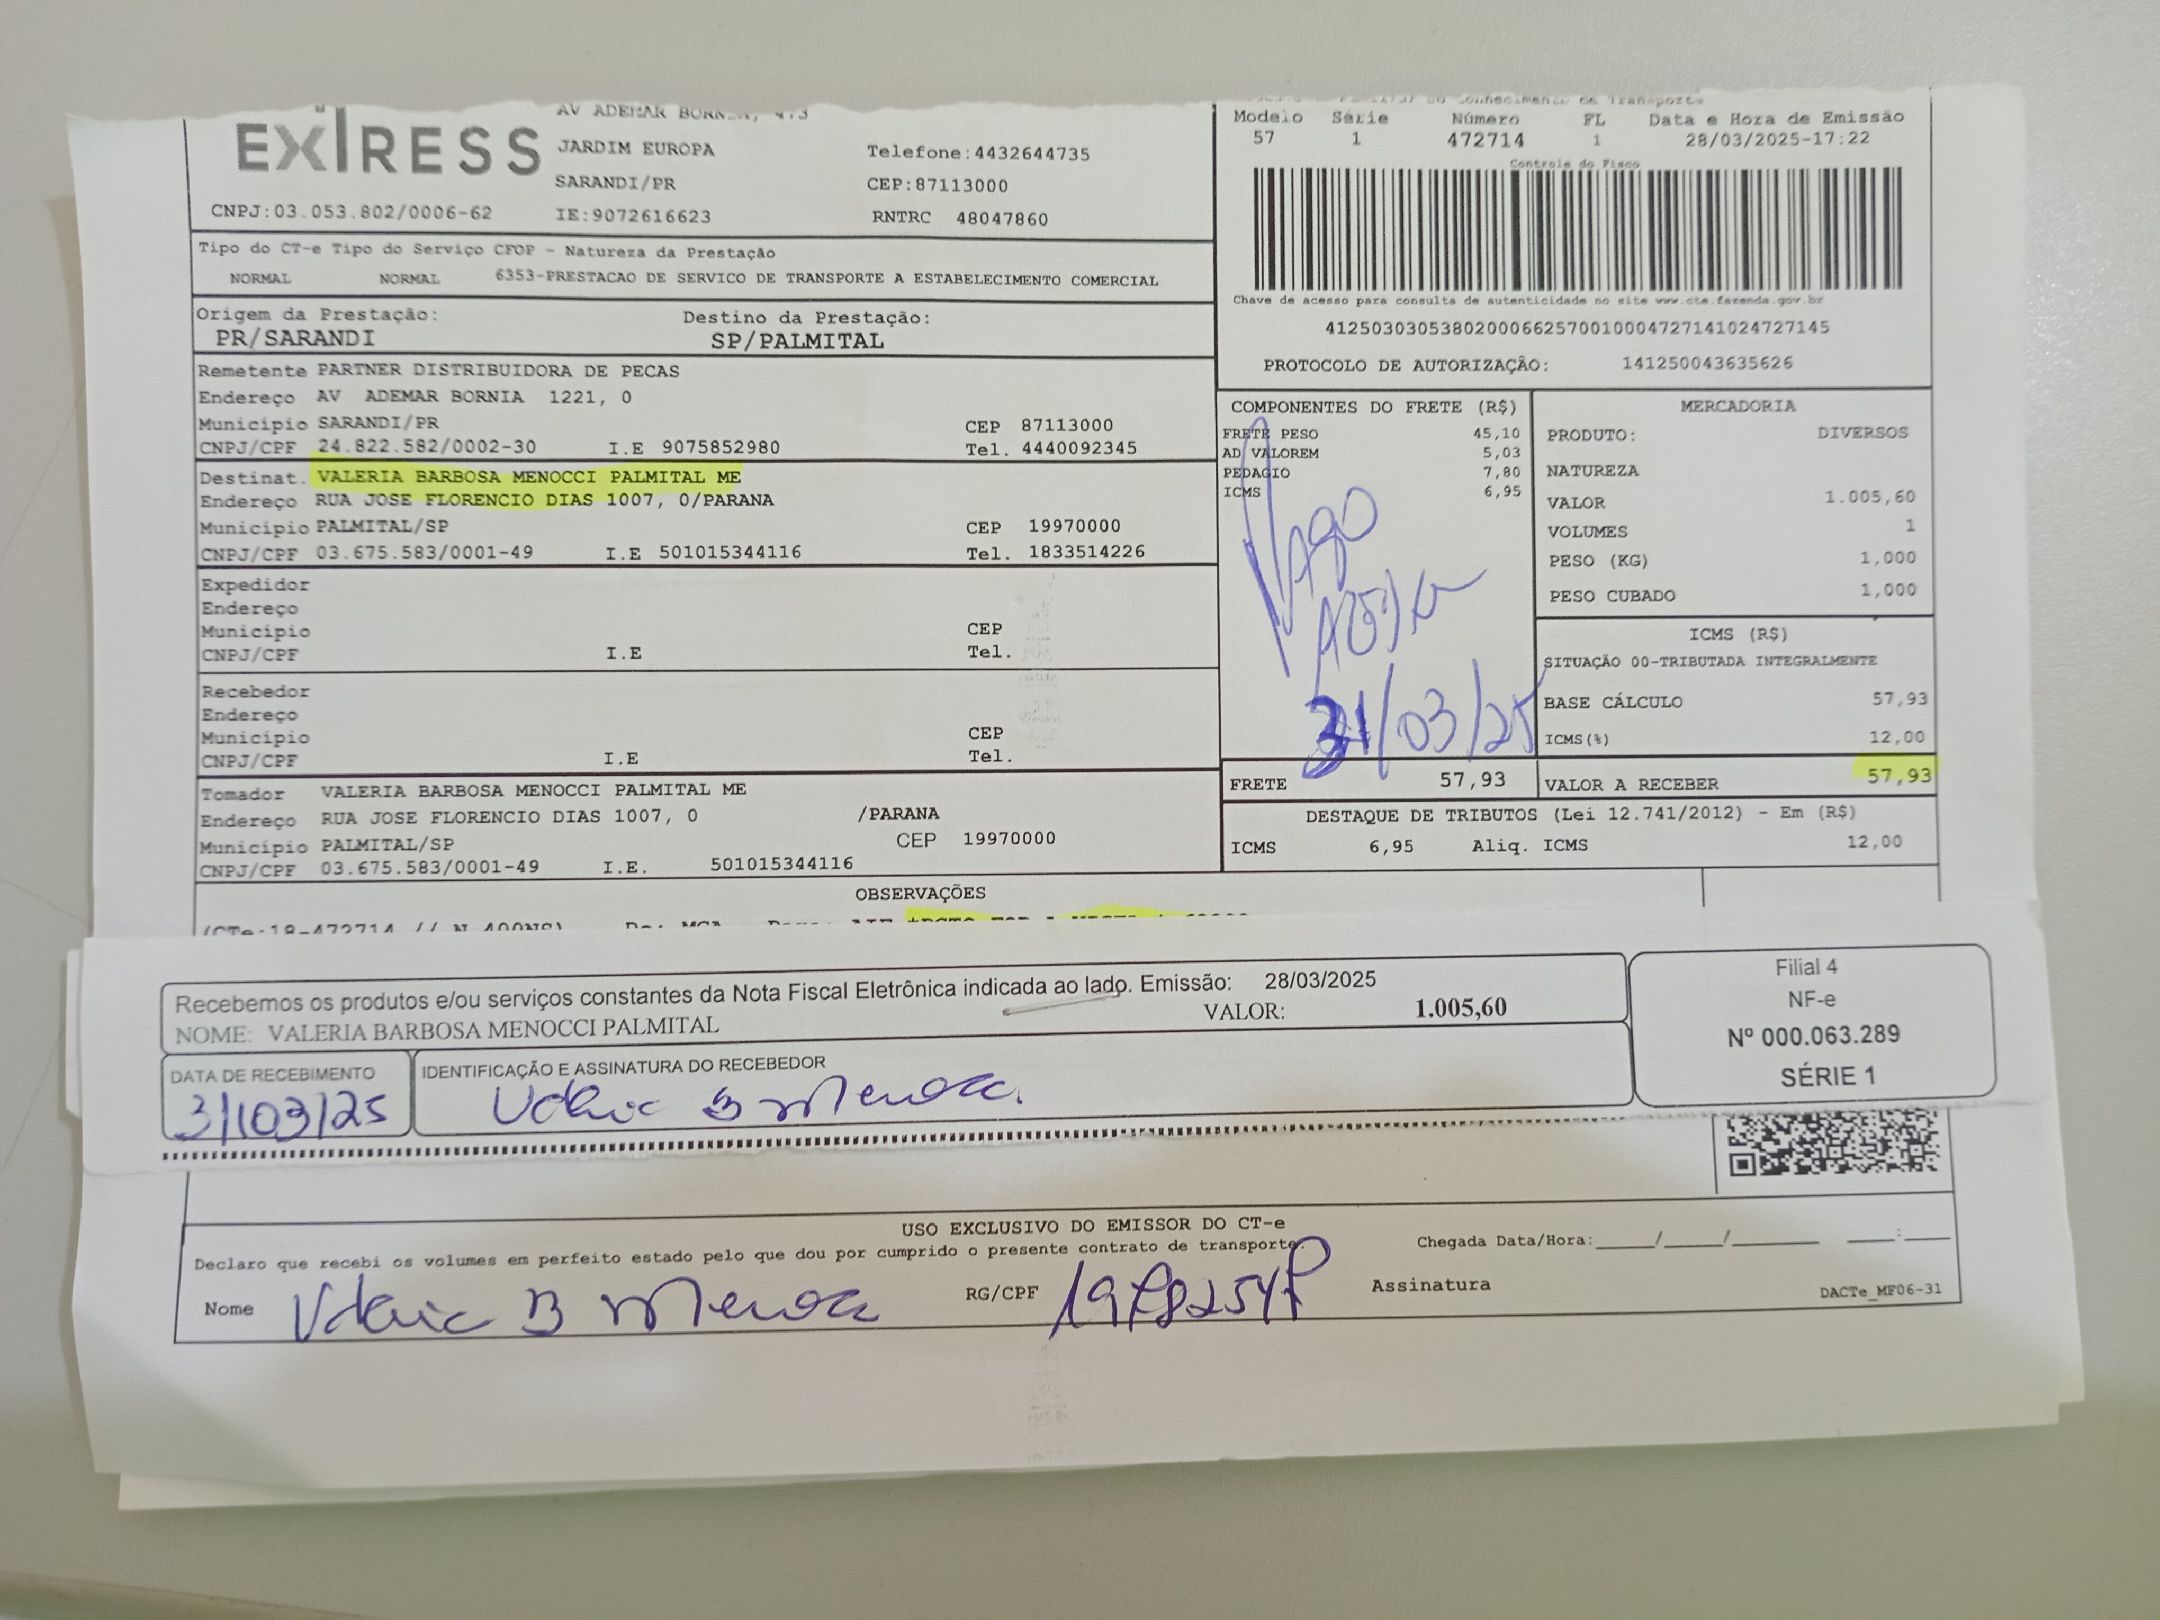 EXPRESS
JARDIM EUROPA
SARANDI/PR
CNPJ:03.053.802/0006-62
IE:9072616623
Telefone:4432644735
CEP:87113000
RNTRC 48047860
Modelo Série Número FL Data e Hora de Emissão
57 1 472714 1 28/03/2025-17:22
Controle do Fisco
Chave de acesso para consulta de autenticidade no site www.cte.fazenda.gov.br
41250303053802000662570010004727141024727145
PROTOCOLO DE AUTORIZAÇÃO: 141250043635626
Tipo do CT-e Tipo do Serviço CFOP - Natureza da Prestação
NORMAL NORMAL 6353-PRESTACAO DE SERVICO DE TRANSPORTE A ESTABELECIMENTO COMERCIAL
Origem da Prestação: Destino da Prestação:
PR/SARANDI SP/PALMITAL
Remetente PARTNER DISTRIBUIDORA DE PECAS
Endereço AV ADEMAR BORNIA 1221, 0
Município SARANDI/PR CEP 87113000
CNPJ/CPF 24.822.582/0002-30 I.E 9075852980 Tel. 4440092345
Destinat. VALERIA BARBOSA MENOCCI PALMITAL ME
Endereço RUA JOSE FLORENCIO DIAS 1007, 0/PARANA
Município PALMITAL/SP CEP 19970000
CNPJ/CPF 03.675.583/0001-49 I.E 501015344116 Tel. 1833514226
Expedidor
Endereço
Município CEP
CNPJ/CPF I.E Tel.
Recebedor
Endereço
Município CEP
CNPJ/CPF I.E Tel.
Tomador VALERIA BARBOSA MENOCCI PALMITAL ME
Endereço RUA JOSE FLORENCIO DIAS 1007, 0 /PARANA
Município PALMITAL/SP CEP 19970000
CNPJ/CPF 03.675.583/0001-49 I.E. 501015344116
COMPONENTES DO FRETE (R$)
FRETE PESO 45,10
AD VALOREM 5,03
PEDAGIO 7,80
ICMS 6,95
Pago
31/03/25
FRETE 57,93
MERCADORIA
PRODUTO: DIVERSOS
NATUREZA
VALOR 1.005,60
VOLUMES 1
PESO (KG) 1,000
PESO CUBADO 1,000
ICMS (R$)
SITUAÇÃO 00-TRIBUTADA INTEGRALMENTE
BASE CÁLCULO 57,93
ICMS(%) 12,00
VALOR A RECEBER 57,93
DESTAQUE DE TRIBUTOS (Lei 12.741/2012) - Em (R$)
ICMS 6,95 Aliq. ICMS 12,00
OBSERVAÇÕES
Recebemos os produtos e/ou serviços constantes da Nota Fiscal Eletrônica indicada ao lado. Emissão: 28/03/2025
NOME: VALERIA BARBOSA MENOCCI PALMITAL VALOR: 1.005,60
DATA DE RECEBIMENTO
31/03/25
IDENTIFICAÇÃO E ASSINATURA DO RECEBEDOR
Valeria B Menocci
Filial 4
NF-e
Nº 000.063.289
SÉRIE 1
USO EXCLUSIVO DO EMISSOR DO CT-e
Declaro que recebi os volumes em perfeito estado pelo que dou por cumprido o presente contrato de transporte. Chegada Data/Hora:____/____/______ ___:___
Nome Valeria B Menocci RG/CPF Assinatura
DACTe_MF06-31